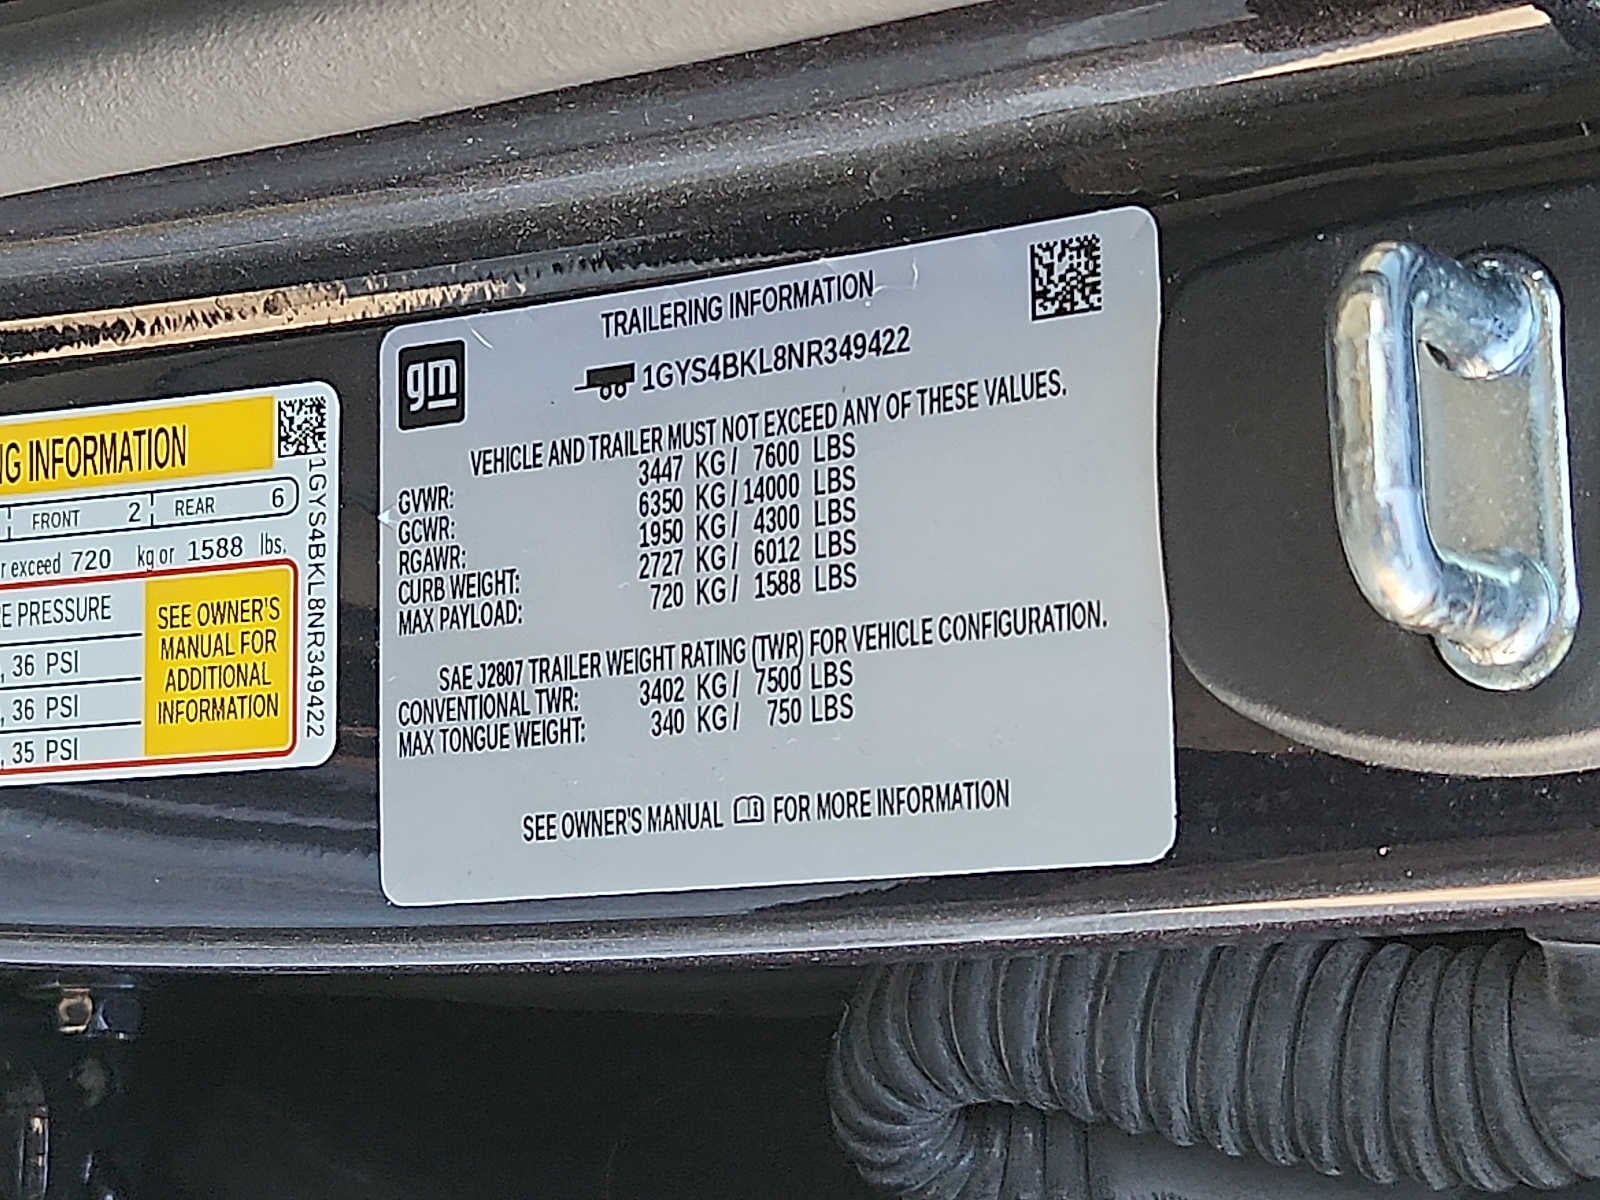 NG INFORMATION
FRONT 2 REAR 6
r exceed 720 kg or 1588 lbs.
E PRESSURE
, 36 PSI
, 36 PSI
, 35 PSI
SEE OWNER'S
MANUAL FOR
ADDITIONAL
INFORMATION
1GYS4BKL8NR349422
gm
TRAILERING INFORMATION
1GYS4BKL8NR349422
VEHICLE AND TRAILER MUST NOT EXCEED ANY OF THESE VALUES.
GVWR: 3447 KG/ 7600 LBS
GCWR: 6350 KG/14000 LBS
RGAWR: 1950 KG/ 4300 LBS
CURB WEIGHT: 2727 KG/ 6012 LBS
MAX PAYLOAD: 720 KG/ 1588 LBS
SAE J2807 TRAILER WEIGHT RATING (TWR) FOR VEHICLE CONFIGURATION.
CONVENTIONAL TWR: 3402 KG/ 7500 LBS
MAX TONGUE WEIGHT: 340 KG/ 750 LBS
SEE OWNER'S MANUAL FOR MORE INFORMATION